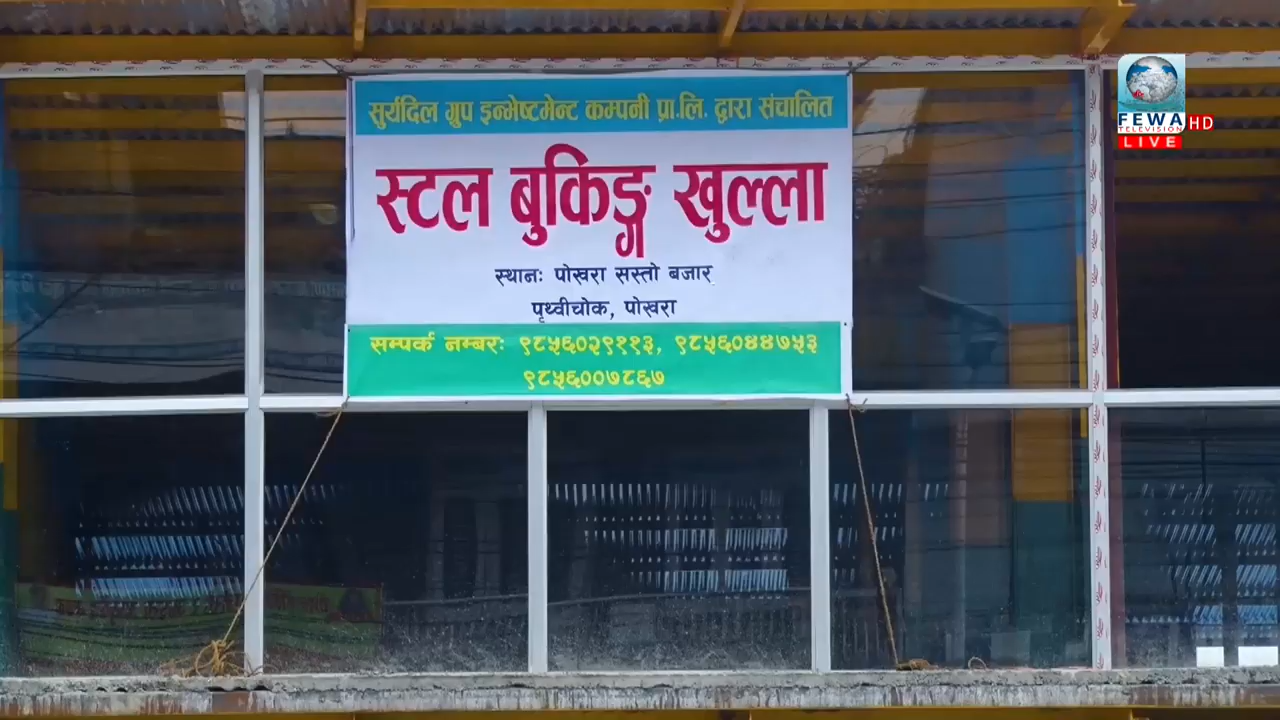 सुर्यदिल ग्रुप इन्भेष्टमेन्ट कम्पनी प्रा.लि. द्वारा संचालित
स्टल बुकिङ्ग खुल्ला
स्थानः पोखरा सस्तो बजार
पृथ्वीचोक, पोखरा
सम्पर्क नम्बरः ९८५६०२९११३, ९८५६०४४७५३
९८५६००७८६७
FEWA HD
TELEVISION
LIVE